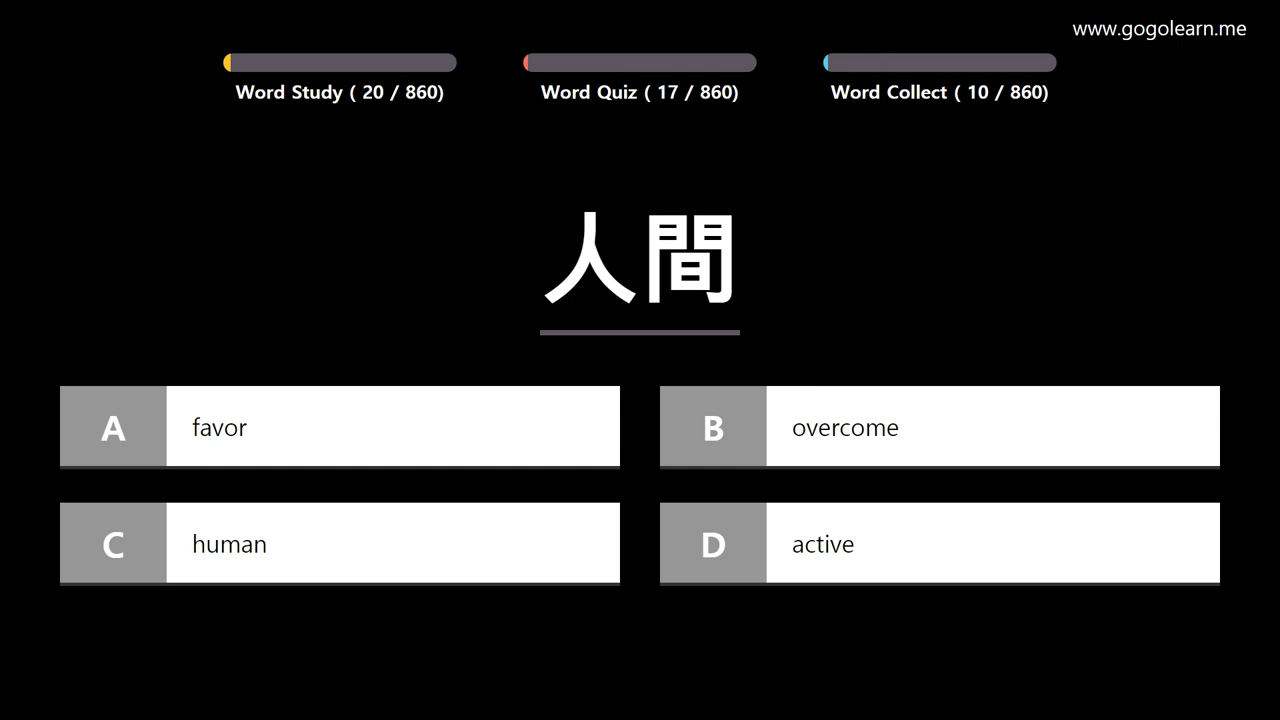 www.gogolearn.me
Word Study ( 20 / 860)
Word Quiz ( 17 / 860)
Word Collect ( 10 / 860)
人間
A favor
B overcome
C human
D active